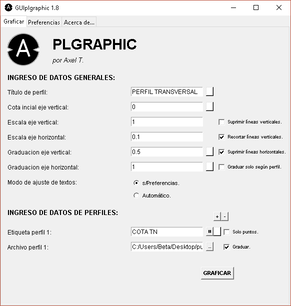 GUIplgraphic 1.8
Graficar Preferencias Acerca de...
PLGRAPHIC
por Axel T.
INGRESO DE DATOS GENERALES:
Título de perfil: PERFIL TRANSVERSAL
Cota incial eje vertical: 0
Escala eje vertical: 1 Suprimir líneas verticales.
Escala eje horizontal: 0.1 Recortar líneas verticales.
Graduacion eje vertical: 0.5 Suprimir líneas horizontales.
Graduacion eje horizontal: 1 Graduar solo según perfil.
Modo de ajuste de textos: s/Preferencias.
Automático.
+ -
INGRESO DE DATOS DE PERFILES:
Etiqueta perfil 1: COTA TN Solo puntos.
Archivo perfil 1: C:/Users/Beta/Desktop/pu Graduar.
GRAFICAR